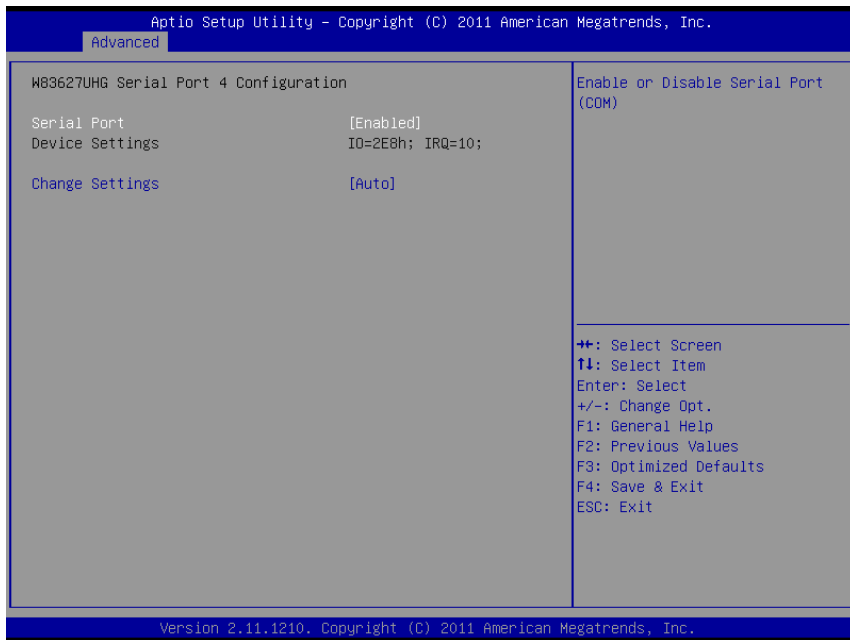 Aptio Setup Utility – Copyright (C) 2011 American Megatrends, Inc.
Advanced
W83627UHG Serial Port 4 Configuration
Serial Port [Enabled]
Device Settings IO=2E8h; IRQ=10;
Change Settings [Auto]
Enable or Disable Serial Port
(COM)
→←: Select Screen
↑↓: Select Item
Enter: Select
+/-: Change Opt.
F1: General Help
F2: Previous Values
F3: Optimized Defaults
F4: Save & Exit
ESC: Exit
Version 2.11.1210. Copyright (C) 2011 American Megatrends, Inc.